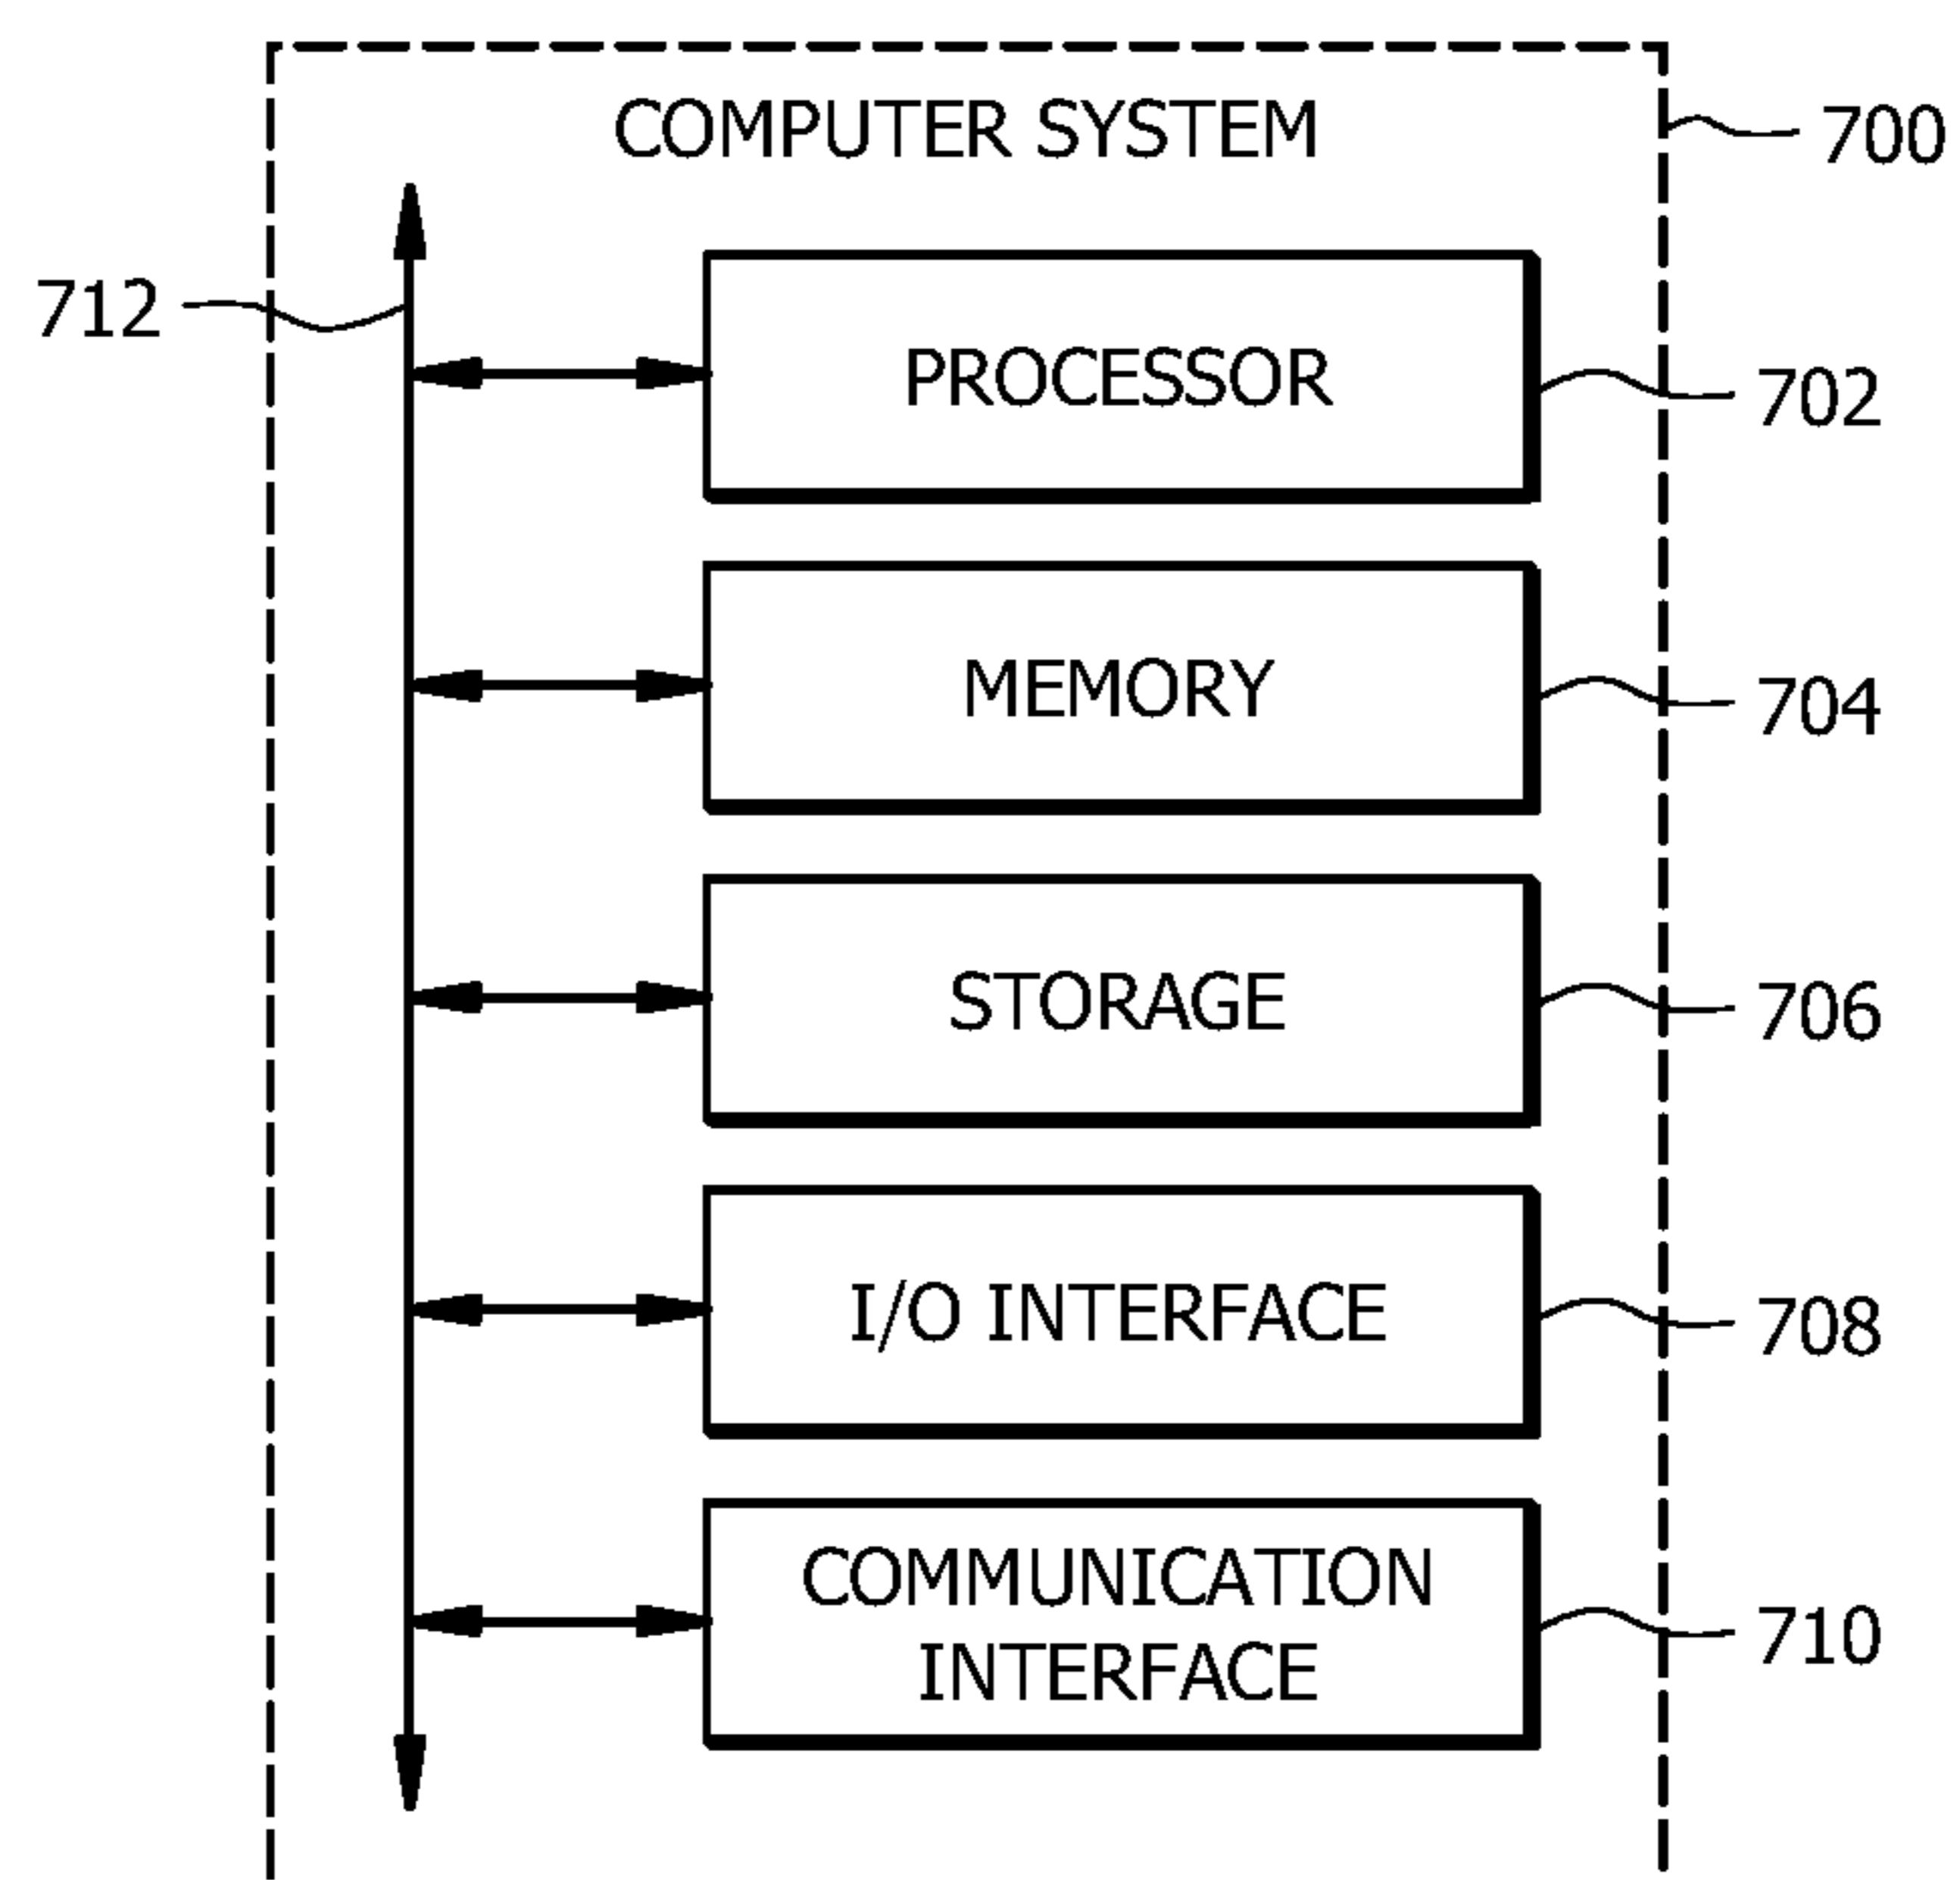 COMPUTER SYSTEM
700
712
PROCESSOR
702
MEMORY
704
STORAGE
706
I/O INTERFACE
708
COMMUNICATION
INTERFACE
710